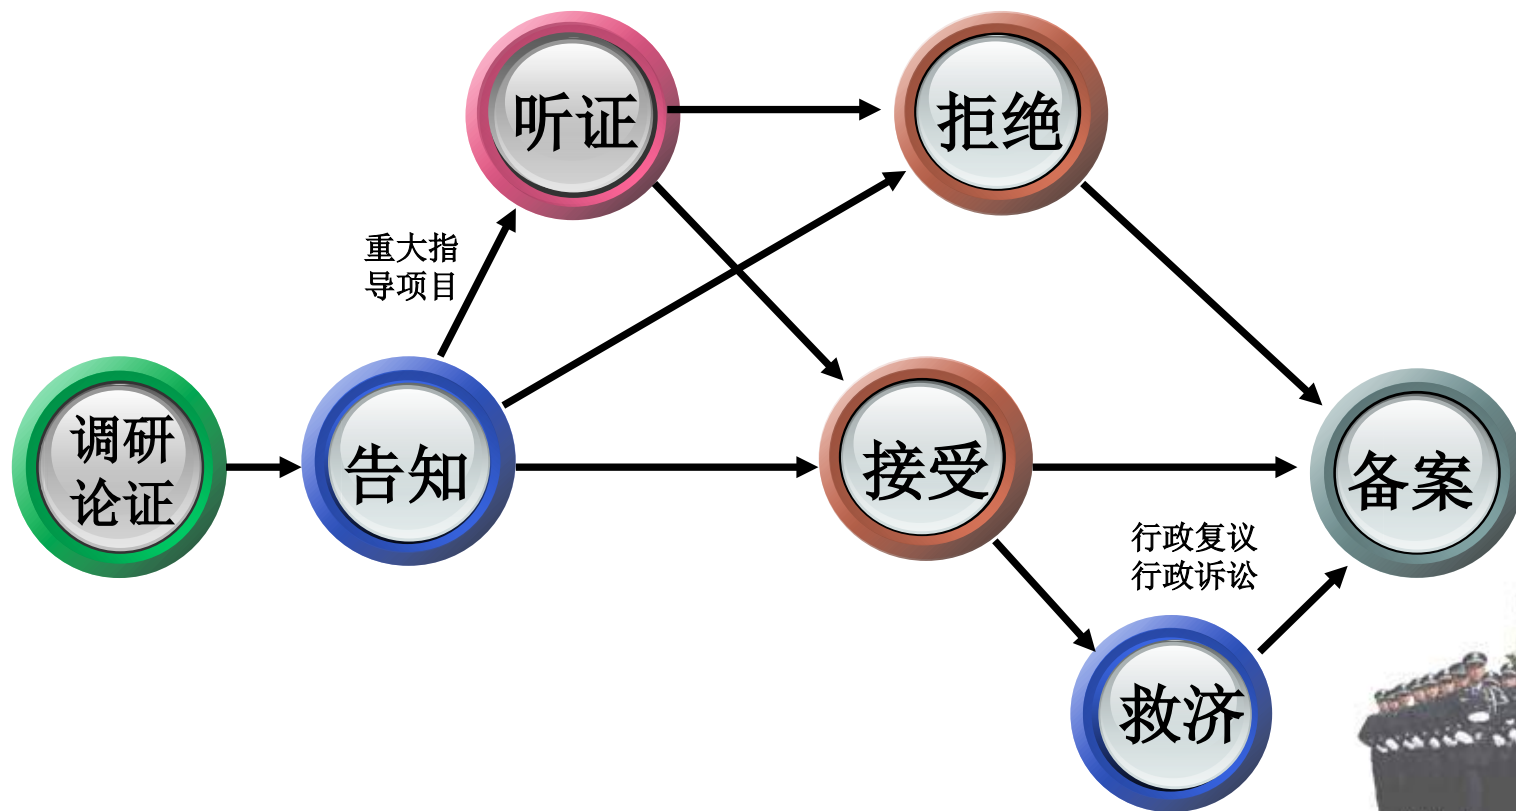 听证
拒绝
重大指
导项目
调研
论证
告知
接受
备案
行政复议
行政诉讼
救济